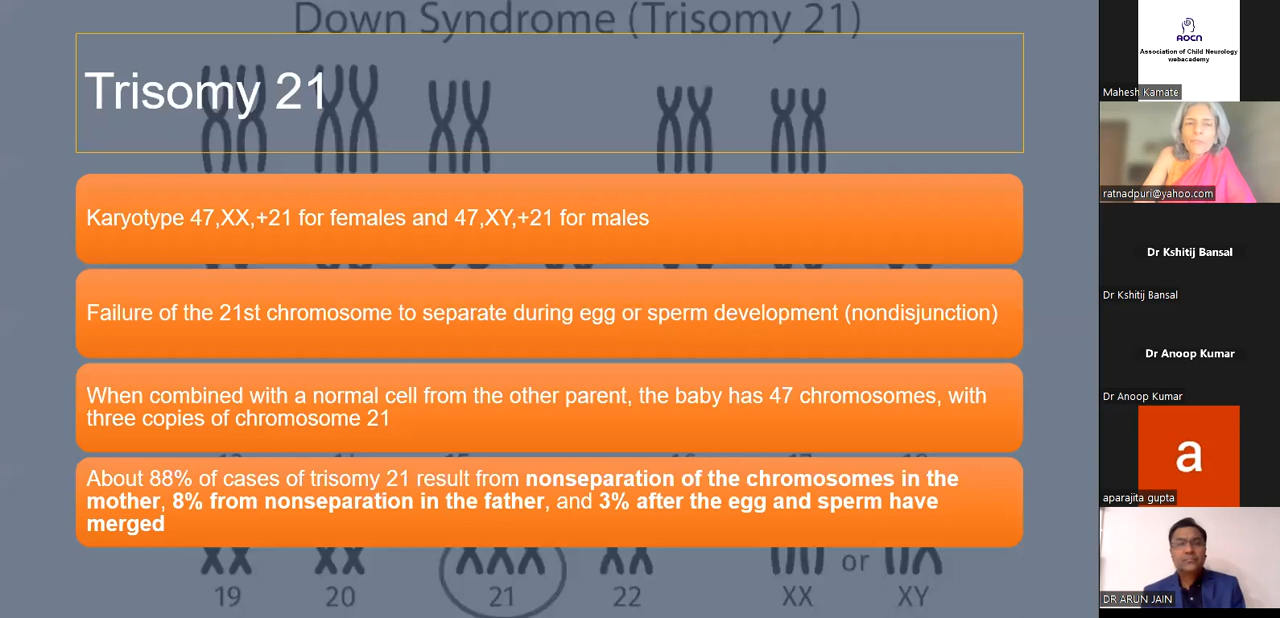 Down Syndrome (Trisomy 21)
Trisomy 21
Karyotype 47,XX,+21 for females and 47,XY,+21 for males
Failure of the 21st chromosome to separate during egg or sperm development (nondisjunction)
When combined with a normal cell from the other parent, the baby has 47 chromosomes, with
three copies of chromosome 21
About 88% of cases of trisomy 21 result from nonseparation of the chromosomes in the
mother, 8% from nonseparation in the father, and 3% after the egg and sperm have
merged
or
19 20 21 22 XX XY
AOCN
Association of Child Neurology
webacademy
Mahesh Kamate
ratnadpuri@yahoo.com
Dr Kshitij Bansal
Dr Kshitij Bansal
Dr Anoop Kumar
Dr Anoop Kumar
a
aparajita gupta
DR ARUN JAIN